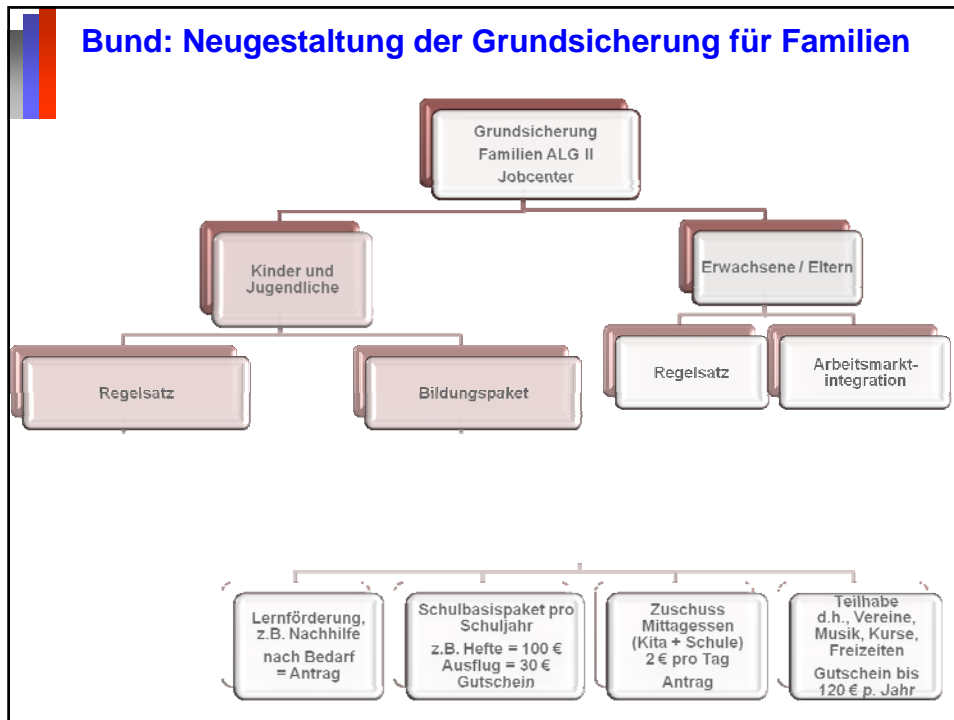 Bund: Neugestaltung der Grundsicherung für Familien
Grundsicherung
Familien ALG II
Jobcenter
Kinder und
Jugendliche
Erwachsene / Eltern
Regelsatz
Bildungspaket
Regelsatz
Arbeitsmarkt-
integration
Lernförderung,
z.B. Nachhilfe
nach Bedarf
= Antrag
Schulbasispaket pro
Schuljahr
z.B. Hefte = 100 €
Ausflug = 30 €
Gutschein
Zuschuss
Mittagessen
(Kita + Schule)
2 € pro Tag
Antrag
Teilhabe
d.h., Vereine,
Musik, Kurse,
Freizeiten
Gutschein bis
120 € p. Jahr